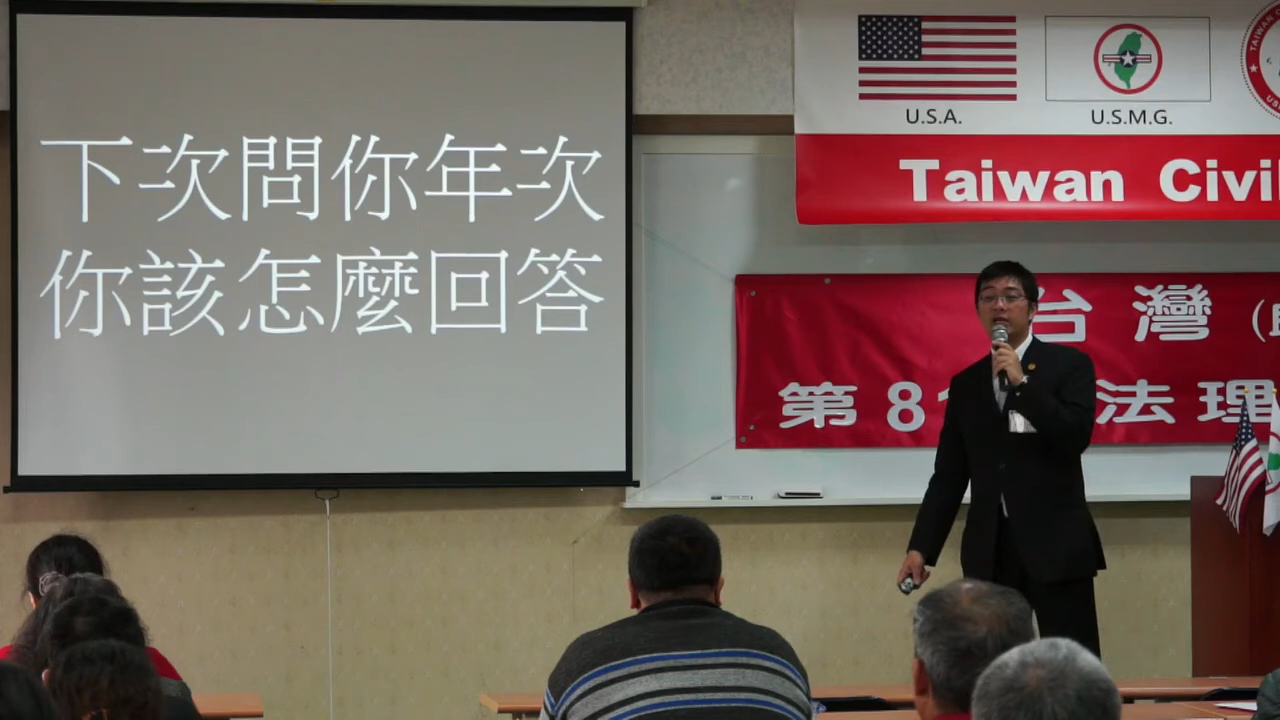 下次問你年次
你該怎麼回答
U.S.A.
U.S.M.G.
Taiwan Civil
台灣
第 8
法理